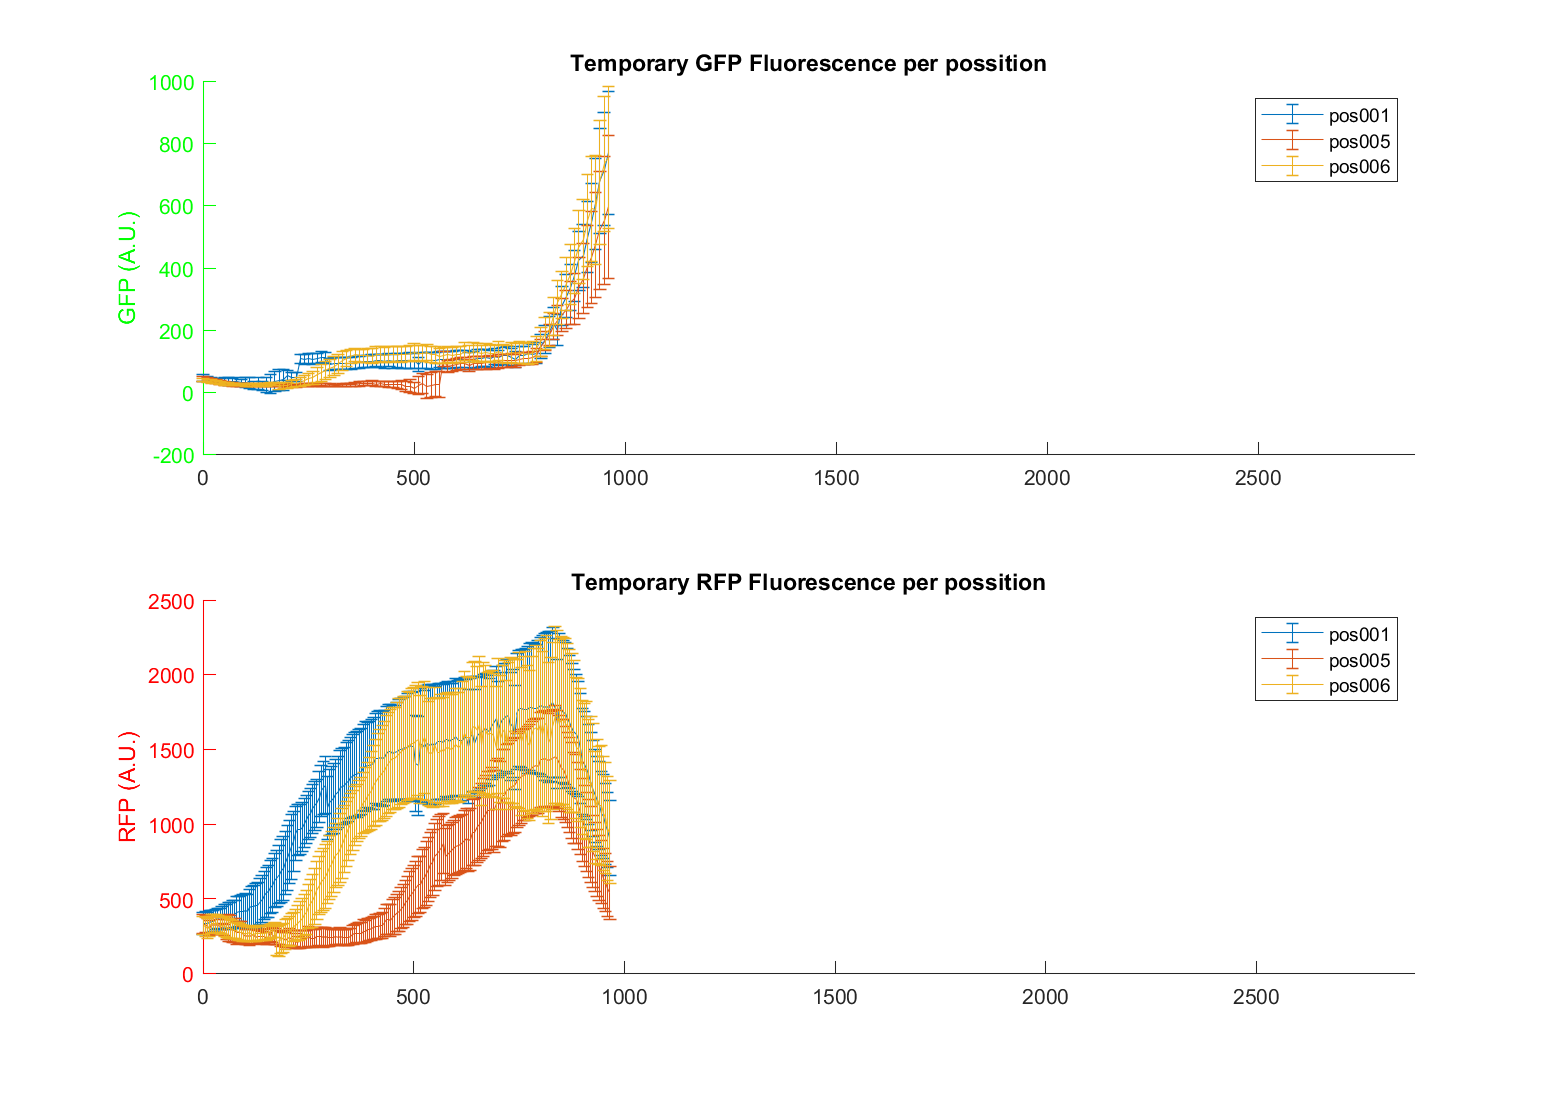 Temporary GFP Fluorescence per possition
1000
800
600
400
200
0
-200
GFP (A.U.)
0 500 1000 1500 2000 2500
pos001
pos005
pos006
Temporary RFP Fluorescence per possition
2500
2000
1500
1000
500
0
RFP (A.U.)
0 500 1000 1500 2000 2500
pos001
pos005
pos006